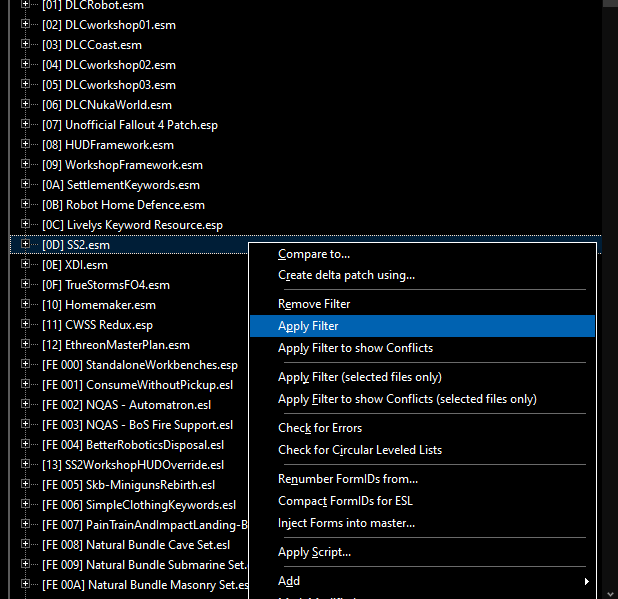 [01] DLCRobot.esm
[02] DLCworkshop01.esm
[03] DLCCoast.esm
[04] DLCworkshop02.esm
[05] DLCworkshop03.esm
[06] DLCNukaWorld.esm
[07] Unofficial Fallout 4 Patch.esp
[08] HUDFramework.esm
[09] WorkshopFramework.esm
[0A] SettlementKeywords.esm
[0B] Robot Home Defence.esm
[0C] Livelys Keyword Resource.esp
[0D] SS2.esm
[0E] XDI.esm
[0F] TrueStormsFO4.esm
[10] Homemaker.esm
[11] CWSS Redux.esp
[12] EthreonMasterPlan.esm
[FE 000] StandaloneWorkbenches.esp
[FE 001] ConsumeWithoutPickup.esl
[FE 002] NQAS - Automatron.esl
[FE 003] NQAS - BoS Fire Support.esl
[FE 004] BetterRoboticsDisposal.esl
[13] SS2WorkshopHUDOverride.esl
[FE 005] Skb-MinigunsRebirth.esl
[FE 006] SimpleClothingKeywords.esl
[FE 007] PainTrainAndImpactLanding-B
[FE 008] Natural Bundle Cave Set.esl
[FE 009] Natural Bundle Submarine Set.
[FE 00A] Natural Bundle Masonry Set.es
Compare to...
Create delta patch using...
Remove Filter
Apply Filter
Apply Filter to show Conflicts
Apply Filter (selected files only)
Apply Filter to show Conflicts (selected files only)
Check for Errors
Check for Circular Leveled Lists
Renumber FormIDs from...
Compact FormIDs for ESL
Inject Forms into master...
Apply Script...
Add